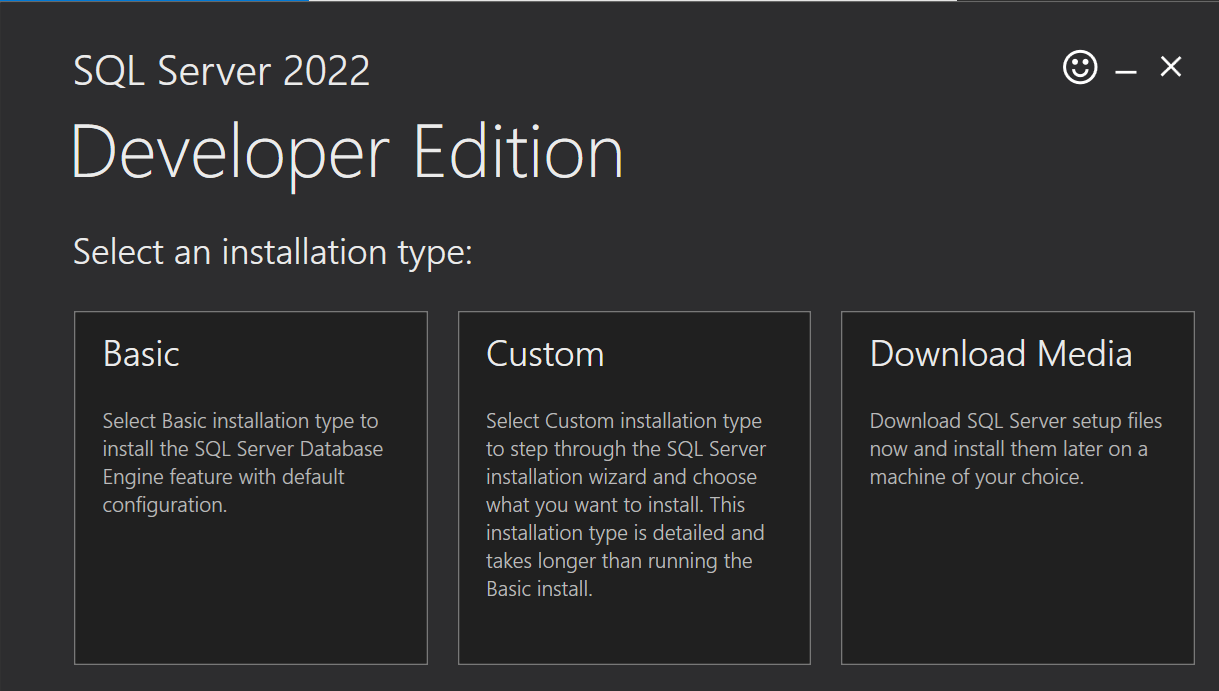 SQL Server 2022
Developer Edition
Select an installation type:
Basic
Select Basic installation type to
install the SQL Server Database
Engine feature with default
configuration.
Custom
Select Custom installation type
to step through the SQL Server
installation wizard and choose
what you want to install. This
installation type is detailed and
takes longer than running the
Basic install.
Download Media
Download SQL Server setup files
now and install them later on a
machine of your choice.